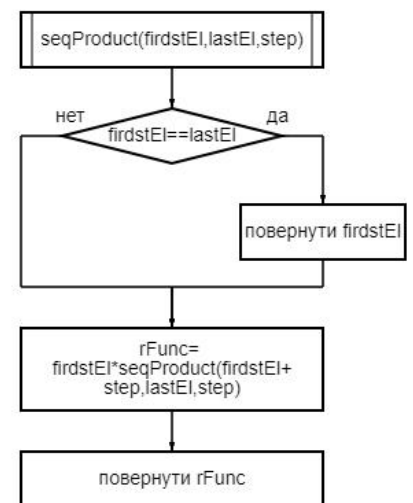 seqProduct(firdstEl,lastEl,step)
нет
да
firdstEl==lastEl
повернути firdstEl
rFunc=
firdstEl*seqProduct(firdstEl+
step,lastEl,step)
повернути rFunc